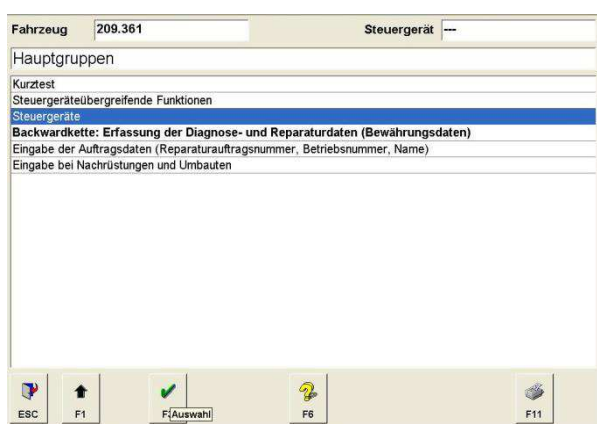 Fahrzeug 209.361 Steuergerät ---
Hauptgruppen
Kurztest
Steuergeräteübergreifende Funktionen
Steuergeräte
Backwardkette: Erfassung der Diagnose- und Reparaturdaten (Bewährungsdaten)
Eingabe der Auftragsdaten (Reparaturauftragsnummer, Betriebsnummer, Name)
Eingabe bei Nachrüstungen und Umbauten
ESC F1 Auswahl F6 F11